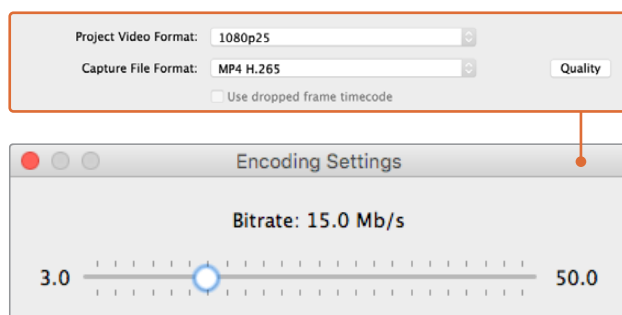 Project Video Format: 1080p25
Capture File Format: MP4 H.265 Quality
Use dropped frame timecode
Encoding Settings
Bitrate: 15.0 Mb/s
3.0 50.0